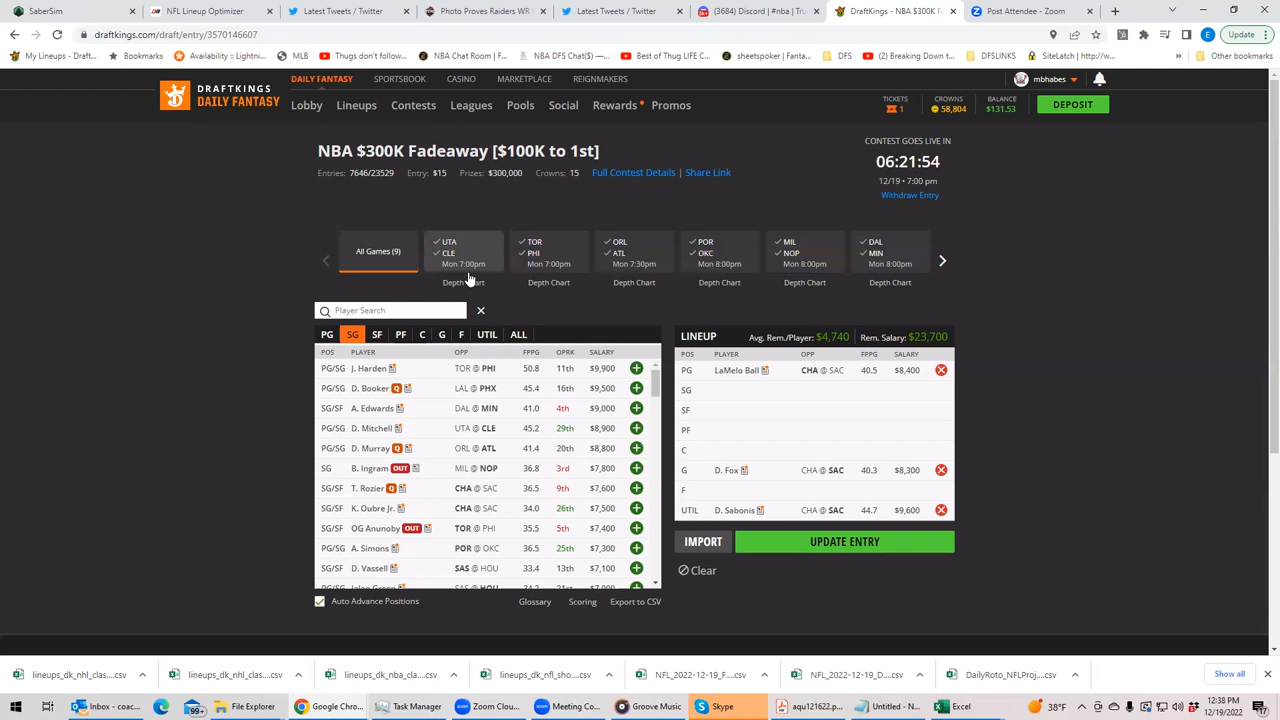 SaberSim
NFL Lineup Optimizer
Latest Tweets / Twitter
Photo Proves Raiders WR
Latest Tweets / Twitter
(3684) Discord | #nba | Tru
DraftKings - NBA $300K F
Post Attendee - Zoom
draftkings.com/draft/entry/3570146607
Update
My Lineups - Draft...
Bookmarks
Availability :: Lightni...
MLB
Thugs don't follow...
NBA Chat Room | F...
NBA DFS Chat($) —...
Best of Thug LIFE C...
sheetspoker | Fanta...
DFS
(2) Breaking Down t...
DFSLINKS
SiteLatch | http://w...
»
Other bookmarks
DAILY FANTASY
SPORTSBOOK
CASINO
MARKETPLACE
REIGNMAKERS
mbhabes
DRAFTKINGS
DAILY FANTASY
Lobby
Lineups
Contests
Leagues
Pools
Social
Rewards
Promos
TICKETS
1
CROWNS
58,804
BALANCE
$131.53
DEPOSIT
NBA $300K Fadeaway [$100K to 1st]
Entries: 7646/23529
Entry: $15
Prizes: $300,000
Crowns: 15
Full Contest Details | Share Link
CONTEST GOES LIVE IN
06:21:54
12/19 • 7:00 pm
Withdraw Entry
All Games (9)
UTA
CLE
Mon 7:00pm
Depth Chart
TOR
PHI
Mon 7:00pm
Depth Chart
ORL
ATL
Mon 7:30pm
Depth Chart
POR
OKC
Mon 8:00pm
Depth Chart
MIL
NOP
Mon 8:00pm
Depth Chart
DAL
MIN
Mon 8:00pm
Depth Chart
Player Search
PG SG SF PF C G F UTIL ALL
POS PLAYER OPP FPPG OPRK SALARY
PG/SG J. Harden TOR @ PHI 50.8 11th $9,900
PG/SG D. Booker Q LAL @ PHX 45.4 16th $9,500
SG/SF A. Edwards DAL @ MIN 41.0 4th $9,000
PG/SG D. Mitchell UTA @ CLE 45.2 29th $8,900
PG/SG D. Murray Q ORL @ ATL 41.4 20th $8,800
SG B. Ingram OUT MIL @ NOP 36.8 3rd $7,800
SG/SF T. Rozier Q CHA @ SAC 36.5 9th $7,600
SG/SF K. Oubre Jr. CHA @ SAC 34.0 26th $7,500
SG/SF OG Anunoby OUT TOR @ PHI 35.5 5th $7,400
PG/SG A. Simons POR @ OKC 36.5 25th $7,300
SG/SF D. Vassell SAS @ HOU 33.4 13th $7,100
Auto Advance Positions
Glossary
Scoring
Export to CSV
LINEUP
Avg. Rem./Player: $4,740
Rem. Salary: $23,700
POS PLAYER OPP FPPG SALARY
PG LaMelo Ball CHA @ SAC 40.5 $8,400
SG
SF
PF
C
G D. Fox CHA @ SAC 40.3 $8,300
F
UTIL D. Sabonis CHA @ SAC 44.7 $9,600
IMPORT
UPDATE ENTRY
Clear
lineups_dk_nhl_clas....csv
lineups_dk_nhl_clas....csv
lineups_dk_nba_cla....csv
lineups_dk_nfl_sho....csv
NFL_2022-12-19_F....csv
NFL_2022-12-19_D....csv
DailyRoto_NFLProj....csv
Show all
Inbox - coac...
99+
File Explorer
Google Chro...
Task Manager
Zoom Clou...
Meeting Co...
Groove Music
Skype
aqu121622.p...
Untitled - N...
Excel
38°F
12:38 PM
12/19/2022
17